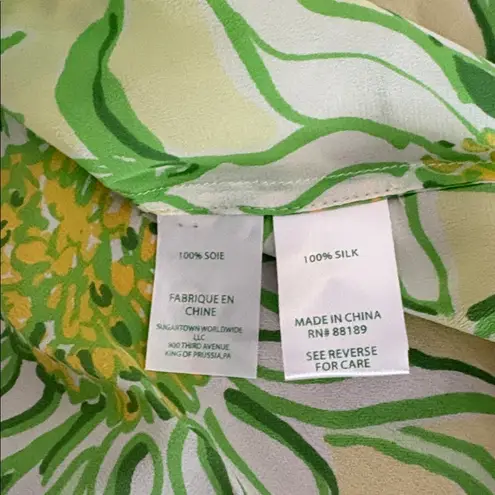 100% SOIE
FABRIQUE EN
CHINE
SUGARTOWN WORLDWIDE
LLC
900 THIRD AVENUE
KING OF PRUSSIA,PA
100% SILK
MADE IN CHINA
RN# 88189
SEE REVERSE
FOR CARE